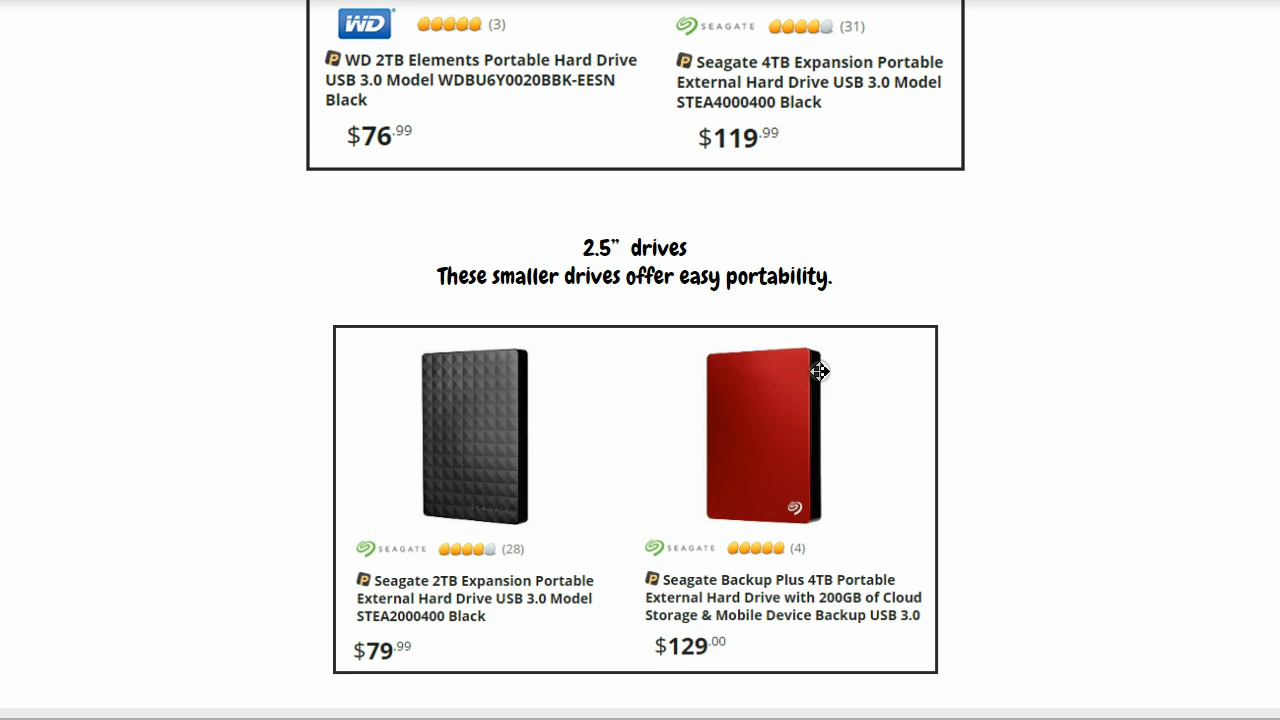 WD (3)
WD 2TB Elements Portable Hard Drive
USB 3.0 Model WDBU6Y0020BBK-EESN
Black
$76.99
SEAGATE (31)
Seagate 4TB Expansion Portable
External Hard Drive USB 3.0 Model
STEA4000400 Black
$119.99
2.5” drives
These smaller drives offer easy portability.
SEAGATE (28)
Seagate 2TB Expansion Portable
External Hard Drive USB 3.0 Model
STEA2000400 Black
$79.99
SEAGATE (4)
Seagate Backup Plus 4TB Portable
External Hard Drive with 200GB of Cloud
Storage & Mobile Device Backup USB 3.0
$129.00